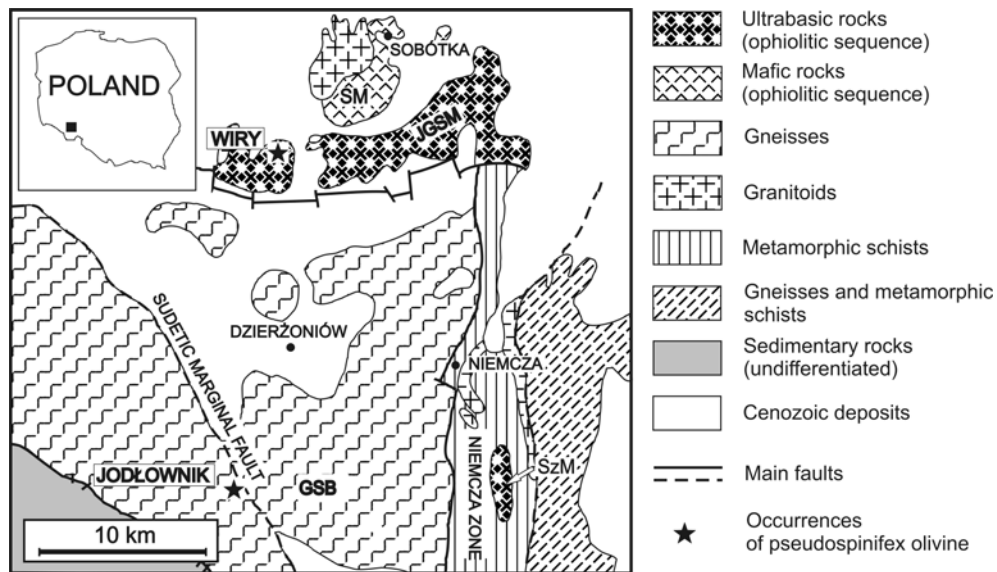 POLAND
SOBÓTKA
SM
JGSM
WIRY
SUDETIC MARGINAL FAULT
DZIERŻONIÓW
NIEMCZA
NIEMCZA ZONE
SzM
JODŁOWNIK
GSB
10 km
Ultrabasic rocks
(ophiolitic sequence)
Mafic rocks
(ophiolitic sequence)
Gneisses
Granitoids
Metamorphic schists
Gneisses and metamorphic
schists
Sedimentary rocks
(undifferentiated)
Cenozoic deposits
Main faults
Occurrences
of pseudospinifex olivine